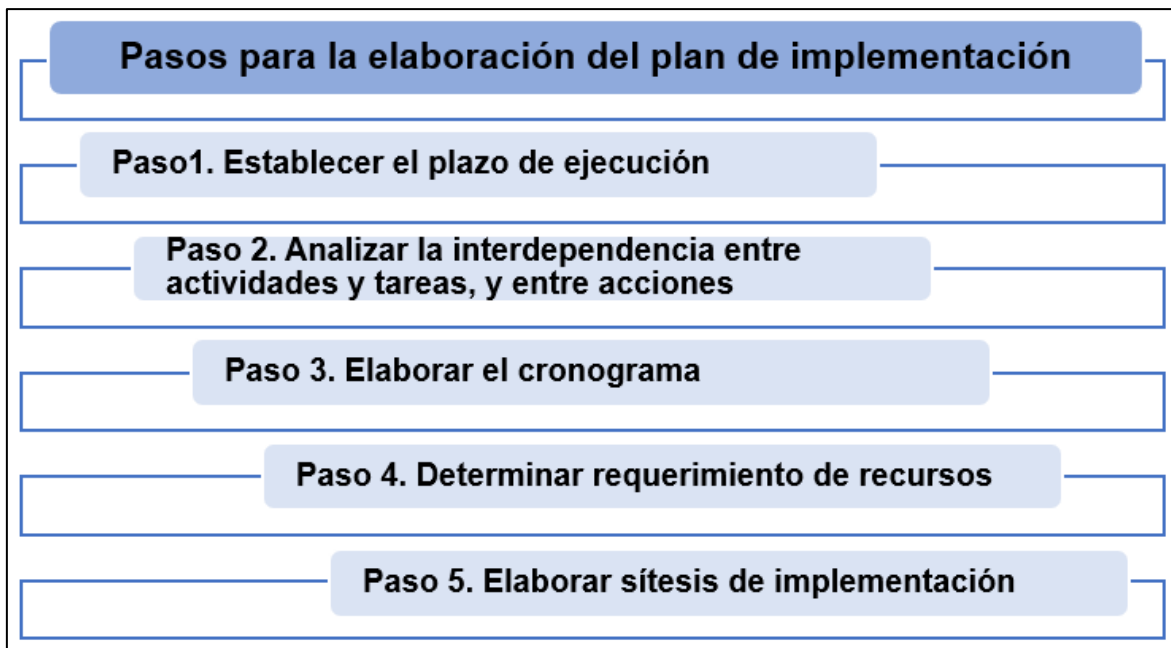 Pasos para la elaboración del plan de implementación
Paso1. Establecer el plazo de ejecución
Paso 2. Analizar la interdependencia entre
actividades y tareas, y entre acciones
Paso 3. Elaborar el cronograma
Paso 4. Determinar requerimiento de recursos
Paso 5. Elaborar sítesis de implementación